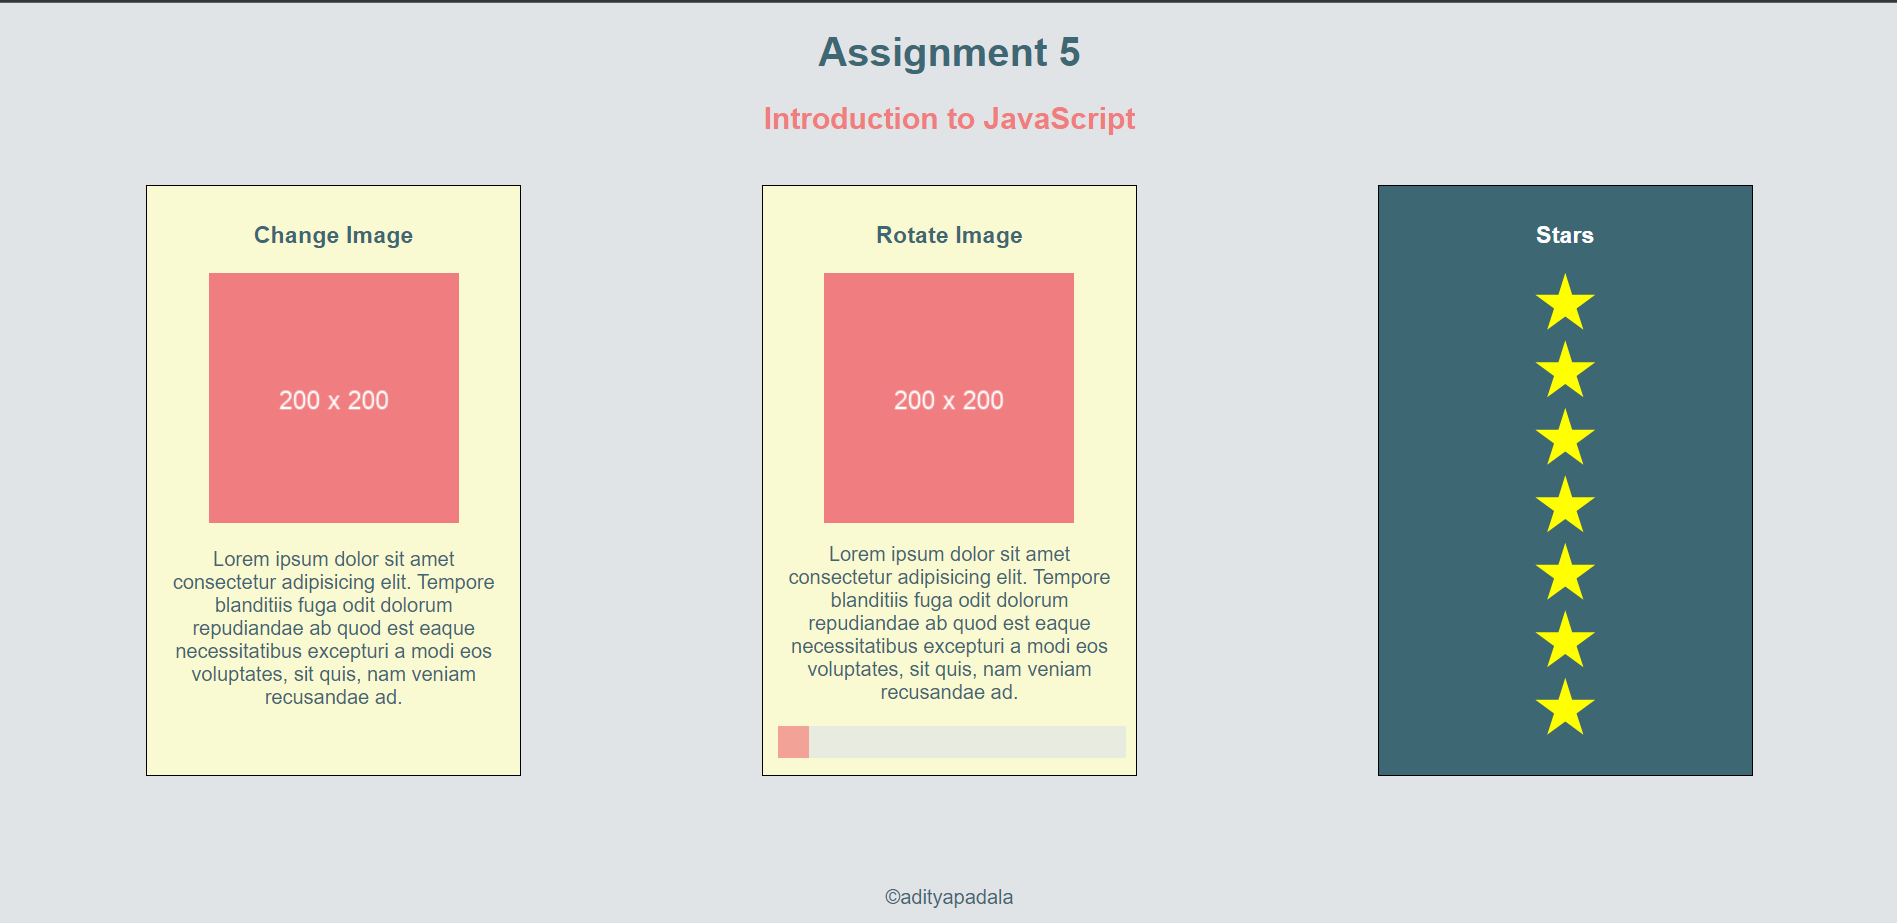 Assignment 5
Introduction to JavaScript
Change Image
200 x 200
Lorem ipsum dolor sit amet
consectetur adipisicing elit. Tempore
blanditiis fuga odit dolorum
repudiandae ab quod est eaque
necessitatibus excepturi a modi eos
voluptates, sit quis, nam veniam
recusandae ad.
Rotate Image
200 x 200
Lorem ipsum dolor sit amet
consectetur adipisicing elit. Tempore
blanditiis fuga odit dolorum
repudiandae ab quod est eaque
necessitatibus excepturi a modi eos
voluptates, sit quis, nam veniam
recusandae ad.
Stars
©adityapadala